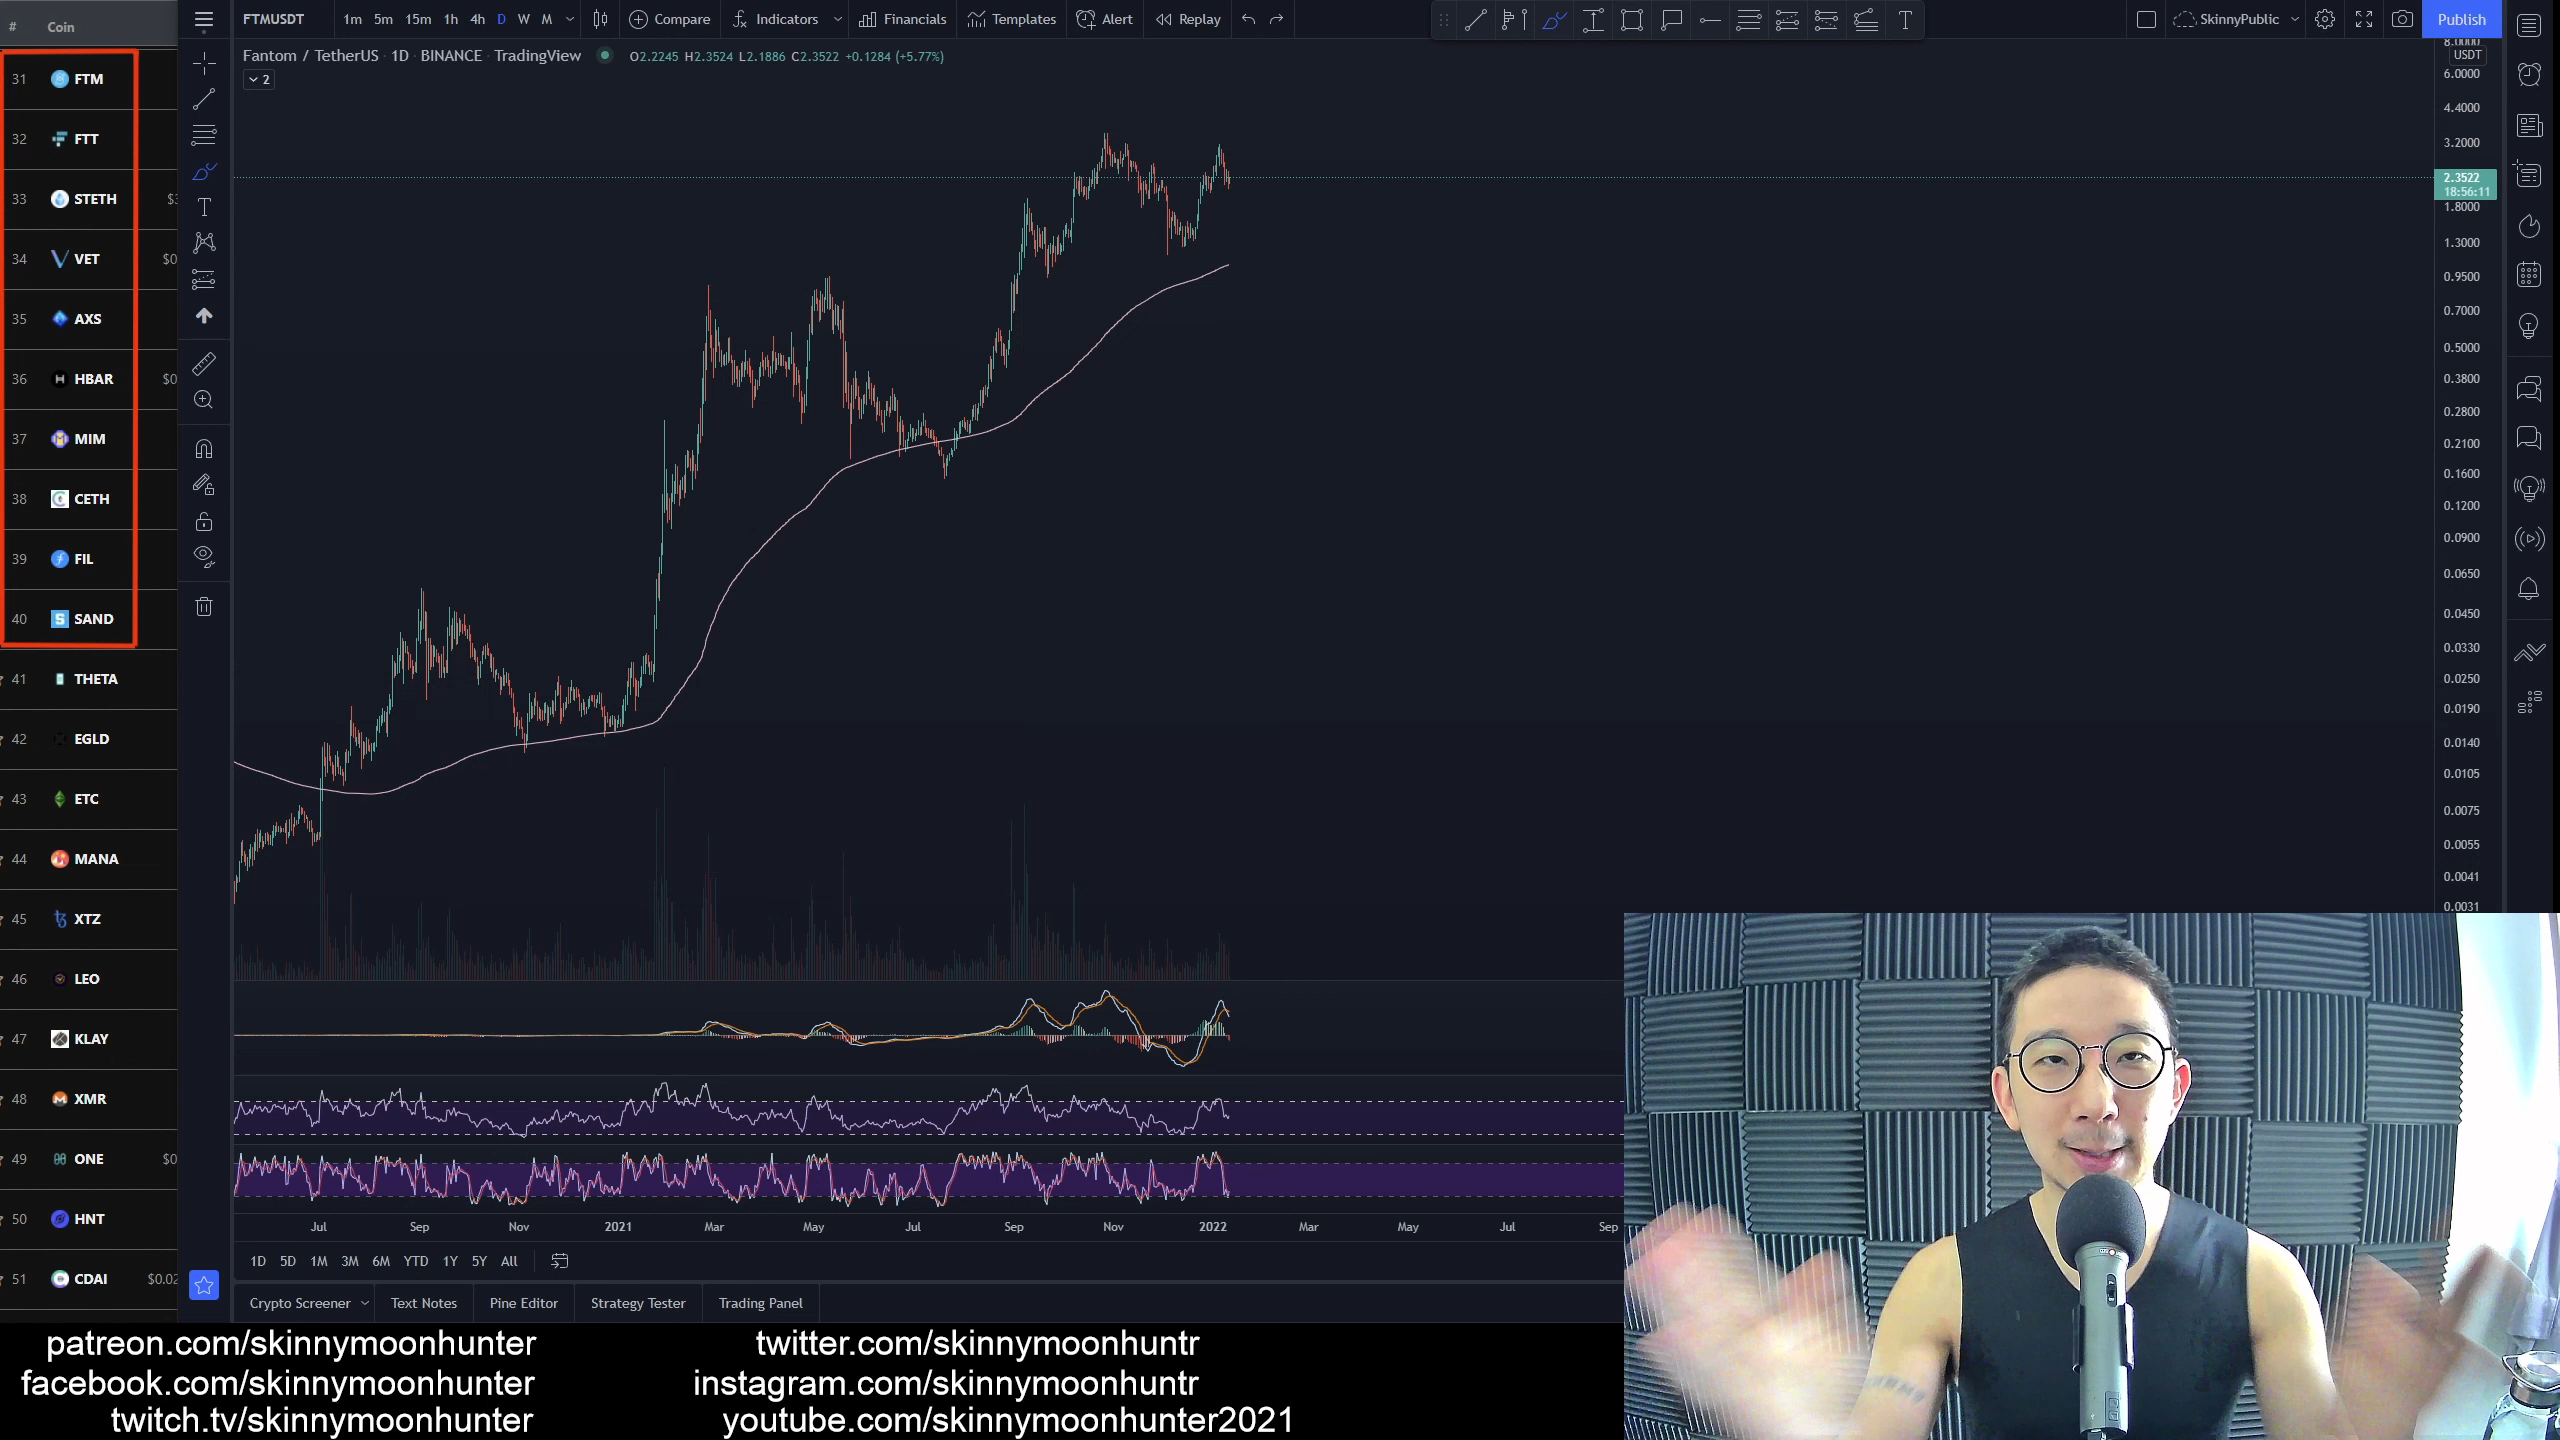 # Coin
31 FTM
32 FTT
33 STETH
34 VET $0
35 AXS
36 HBAR $0
37 MIM
38 CETH
39 FIL
40 SAND
41 THETA
42 EGLD
43 ETC
44 MANA
45 XTZ
46 LEO
47 KLAY
48 XMR
49 ONE $0
50 HNT
51 CDAI $0.02
FTMUSDT 1m 5m 15m 1h 4h D W M Compare Indicators Financials Templates Alert Replay SkinnyPublic Publish
Fantom / TetherUS · 1D · BINANCE · TradingView O2.2245 H2.3524 L2.1886 C2.3522 +0.1284 (+5.77%)
2
USDT
6.0000
4.4000
3.2000
2.3522
18:56:11
1.8000
1.3000
0.9500
0.7000
0.5000
0.3800
0.2800
0.2100
0.1600
0.1200
0.0900
0.0650
0.0450
0.0330
0.0250
0.0190
0.0140
0.0105
0.0075
0.0055
0.0041
0.0031
Jul Sep Nov 2021 Mar May Jul Sep Nov 2022 Mar May Jul Sep
1D 5D 1M 3M 6M YTD 1Y 5Y All
Crypto Screener Text Notes Pine Editor Strategy Tester Trading Panel
patreon.com/skinnymoonhunter twitter.com/skinnymoonhuntr
facebook.com/skinnymoonhunter instagram.com/skinnymoonhuntr
twitch.tv/skinnymoonhunter youtube.com/skinnymoonhunter2021